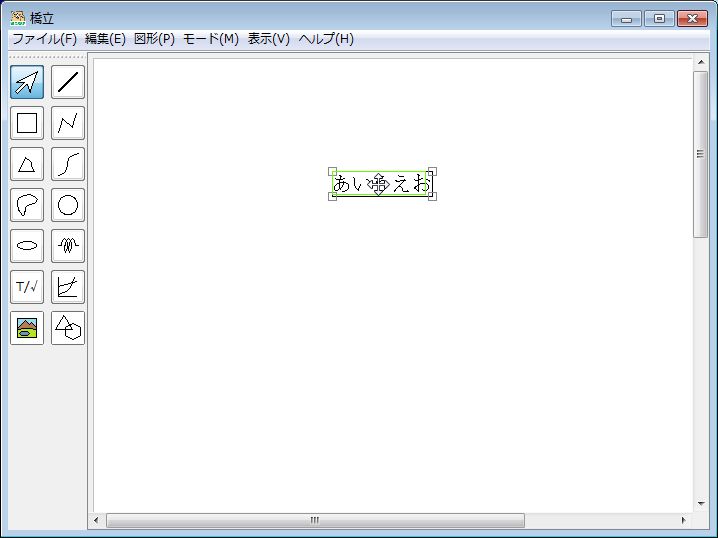 橋立
ファイル(F) 編集(E) 図形(P) モード(M) 表示(V) ヘルプ(H)
あい えお
T/√